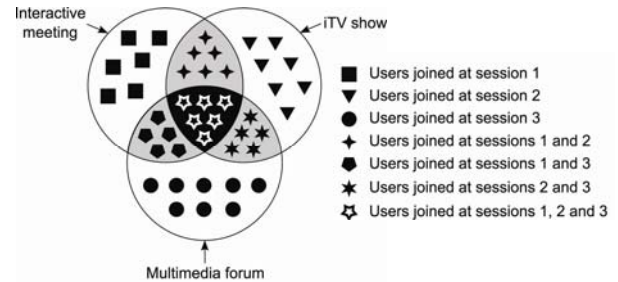 Interactive
meeting
iTV show
Users joined at session 1
Users joined at session 2
Users joined at session 3
Users joined at sessions 1 and 2
Users joined at sessions 1 and 3
Users joined at sessions 2 and 3
Users joined at sessions 1, 2 and 3
Multimedia forum